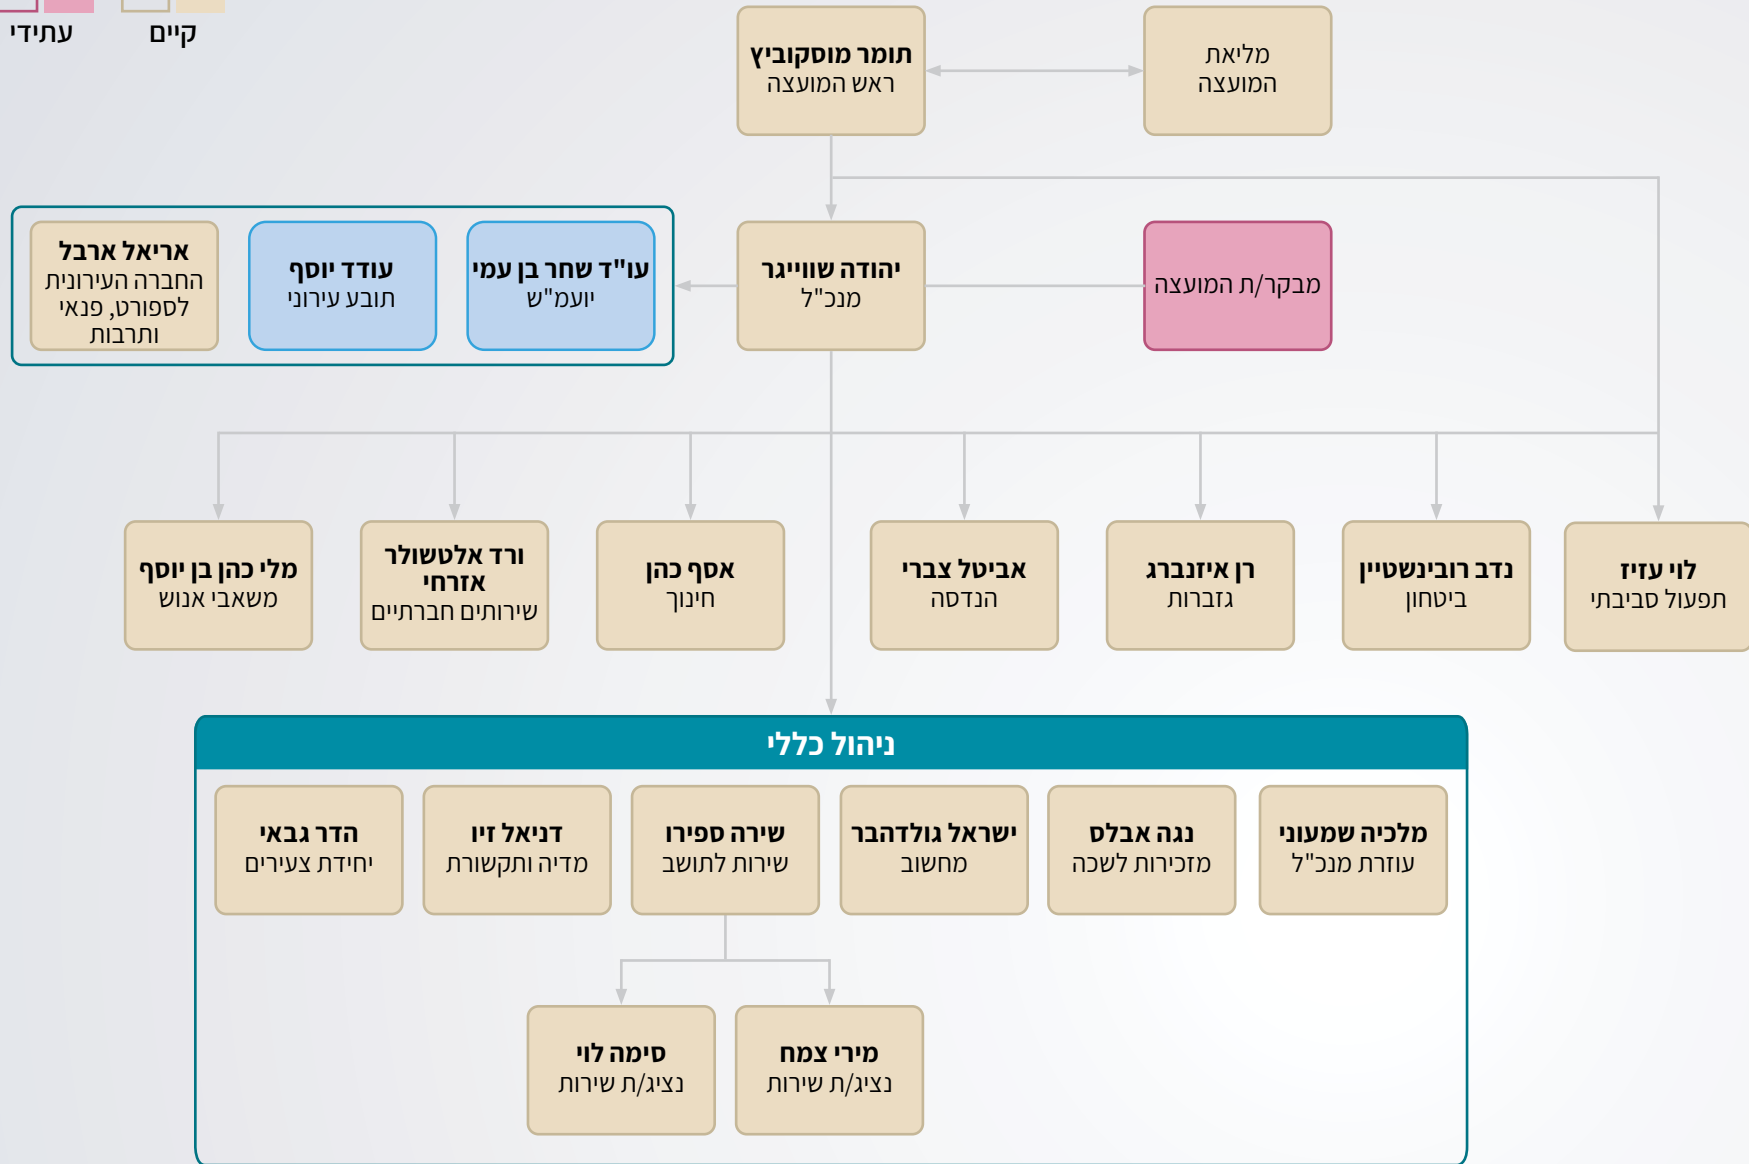 קיים
עתידי
מליאת
המועצה
תומר מוסקוביץ
ראש המועצה
מבקר/ת המועצה
יהודה שווייגר
מנכ"ל
עו"ד שחר בן עמי
יועמ"ש
עודד יוסף
תובע עירוני
אריאל ארבל
החברה העירונית
לספורט, פנאי
ותרבות
לוי עזיז
תפעול סביבתי
נדב רובינשטיין
ביטחון
רן איזנברג
גזברות
אביטל צברי
הנדסה
אסף כהן
חינוך
ורד אלטשולר
אזרחי
שירותים חברתיים
מלי כהן בן יוסף
משאבי אנוש
ניהול כללי
מלכיה שמעוני
עוזרת מנכ"ל
נגה אבלס
מזכירות לשכה
ישראל גולדהבר
מחשוב
שירה ספירו
שירות לתושב
דניאל זיו
מדיה ותקשורת
הדר גבאי
יחידת צעירים
מירי צמח
נציג/ת שירות
סימה לוי
נציג/ת שירות